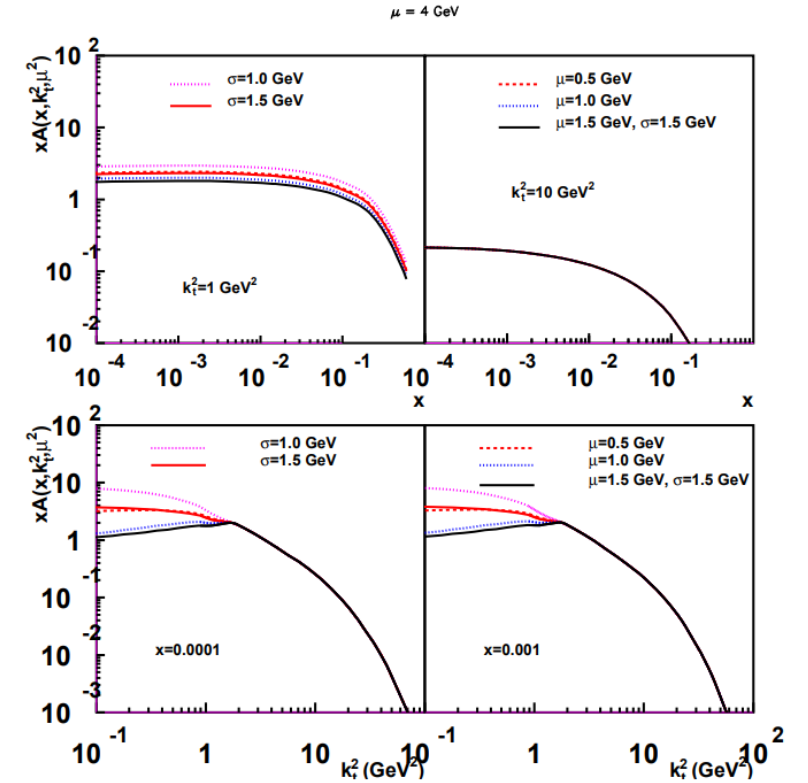 μ = 4 GeV
xA(x,k_t^2,μ^2)
10^2
10
1
10^-1
10^-2
σ=1.0 GeV
σ=1.5 GeV
k_t^2=1 GeV^2
μ=0.5 GeV
μ=1.0 GeV
μ=1.5 GeV, σ=1.5 GeV
k_t^2=10 GeV^2
10^-4 10^-3 10^-2 10^-1 10^-4 10^-3 10^-2 10^-1
x x
xA(x,k_t^2,μ^2)
10^2
10
1
10^-1
10^-2
10^-3
σ=1.0 GeV
σ=1.5 GeV
x=0.0001
μ=0.5 GeV
μ=1.0 GeV
μ=1.5 GeV, σ=1.5 GeV
x=0.001
10^-1 1 10 10^-1 1 10 10^2
k_t^2 (GeV^2) k_t^2 (GeV^2)